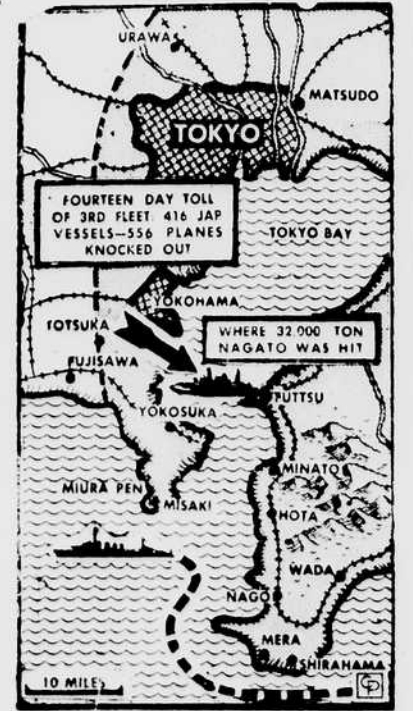 URAWA
MATSUDO
TOKYO
FOURTEEN DAY TOLL
OF 3RD FLEET: 416 JAP
VESSELS—556 PLANES
KNOCKED OUT
TOKYO BAY
YOKOHAMA
TOTSUKA
WHERE 32,000 TON
NAGATO WAS HIT
FUJISAWA
FUTTSU
YOKOSUKA
MINATO
MIURA PEN
MISAKI
HOTA
WADA
NAGO
MERA
SHIRAHAMA
10 MILES
CP